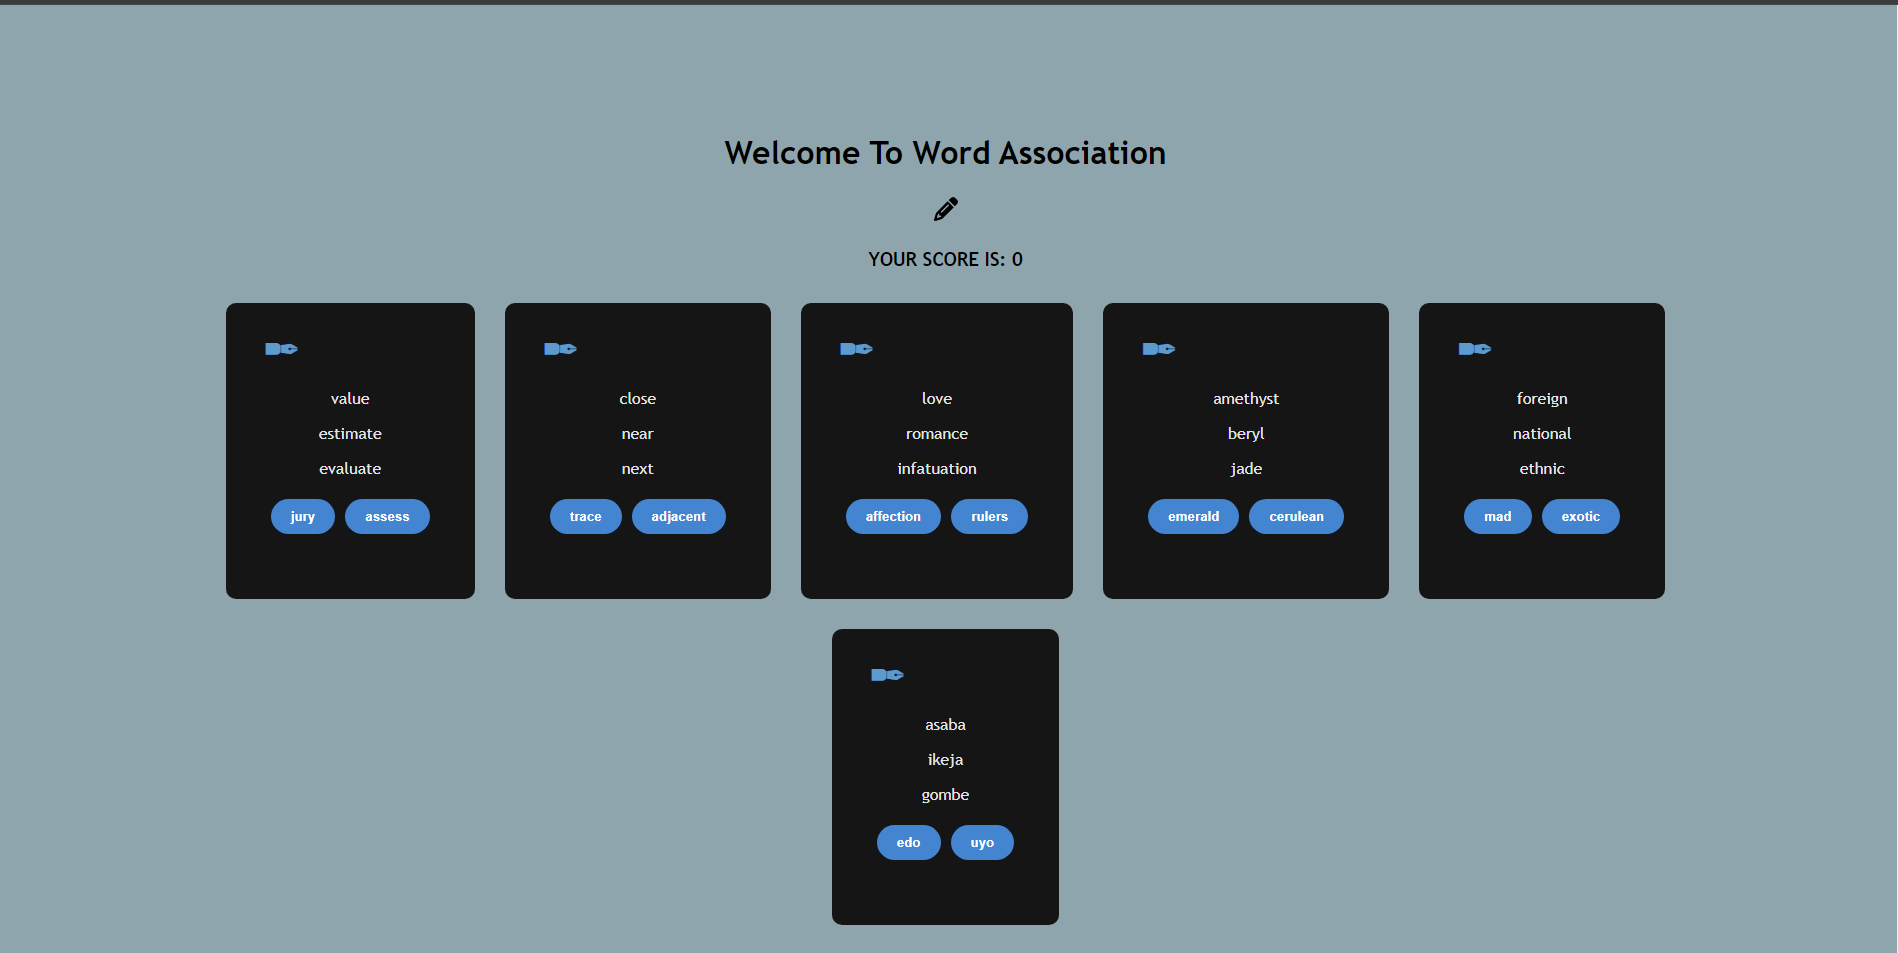 Welcome To Word Association
YOUR SCORE IS: 0
value
estimate
evaluate
jury assess
close
near
next
trace adjacent
love
romance
infatuation
affection rulers
amethyst
beryl
jade
emerald cerulean
foreign
national
ethnic
mad exotic
asaba
ikeja
gombe
edo uyo